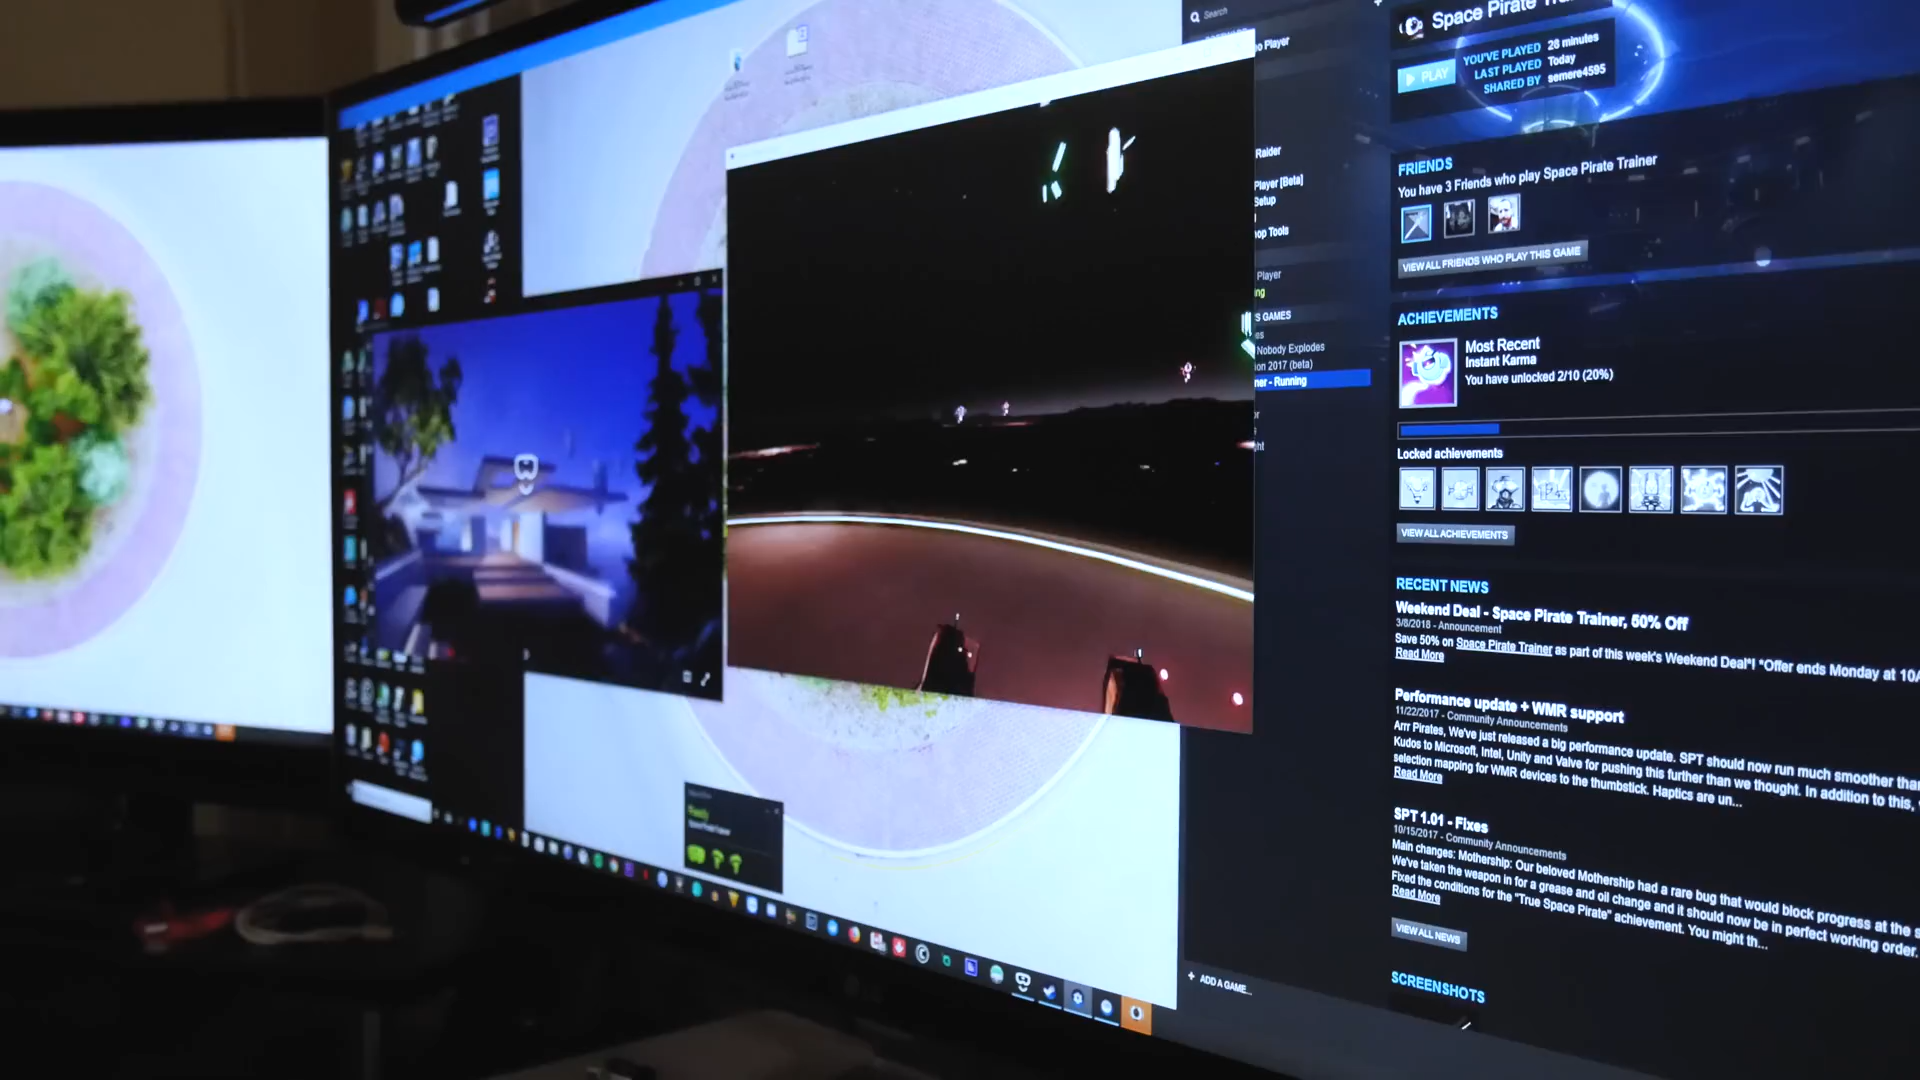 Search
Space Pirate
PLAY
YOU'VE PLAYED 28 minutes
LAST PLAYED Today
SHARED BY semere4595
Player
Raider
Player [Beta]
Setup
Tools
Player
GAMES
Nobody Explodes
2017 (beta)
- Running
FRIENDS
You have 3 Friends who play Space Pirate Trainer
VIEW ALL FRIENDS WHO PLAY THIS GAME
ACHIEVEMENTS
Most Recent
Instant Karma
You have unlocked 2/10 (20%)
Locked achievements
VIEW ALL ACHIEVEMENTS
RECENT NEWS
Weekend Deal - Space Pirate Trainer, 50% Off
3/8/2018 - Announcement
Save 50% on Space Pirate Trainer as part of this week's Weekend Deal*! *Offer ends Monday at
Read More
Performance update + WMR support
11/22/2017 - Community Announcements
Arrr Pirates, We've just released a big performance update. SPT should now run much smoother
Kudos to Microsoft, Intel, Unity and Valve for pushing this further than we thought. In addition to this,
selection mapping for WMR devices to the thumbstick. Haptics are un...
Read More
SPT 1.01 - Fixes
10/15/2017 - Community Announcements
Main changes: Mothership: Our beloved Mothership had a rare bug that would block progress at the
We've taken the weapon in for a grease and oil change and it should now be in perfect working order.
Fixed the conditions for the "True Space Pirate" achievement. You might th...
Read More
VIEW ALL NEWS
SCREENSHOTS
+ ADD A GAME...
Ready